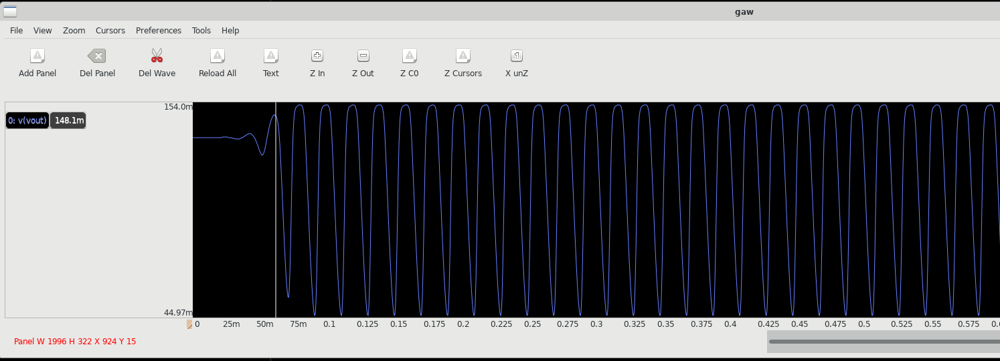 gaw
File View Zoom Cursors Preferences Tools Help
Add Panel Del Panel Del Wave Reload All Text Z In Z Out Z C0 Z Cursors X unZ
154.0m
0: v(vout) 148.1m
44.97m
0 25m 50m 75m 0.1 0.125 0.15 0.175 0.2 0.225 0.25 0.275 0.3 0.325 0.35 0.375 0.4 0.425 0.45 0.475 0.5 0.525 0.55 0.575
Panel W 1996 H 322 X 924 Y 15